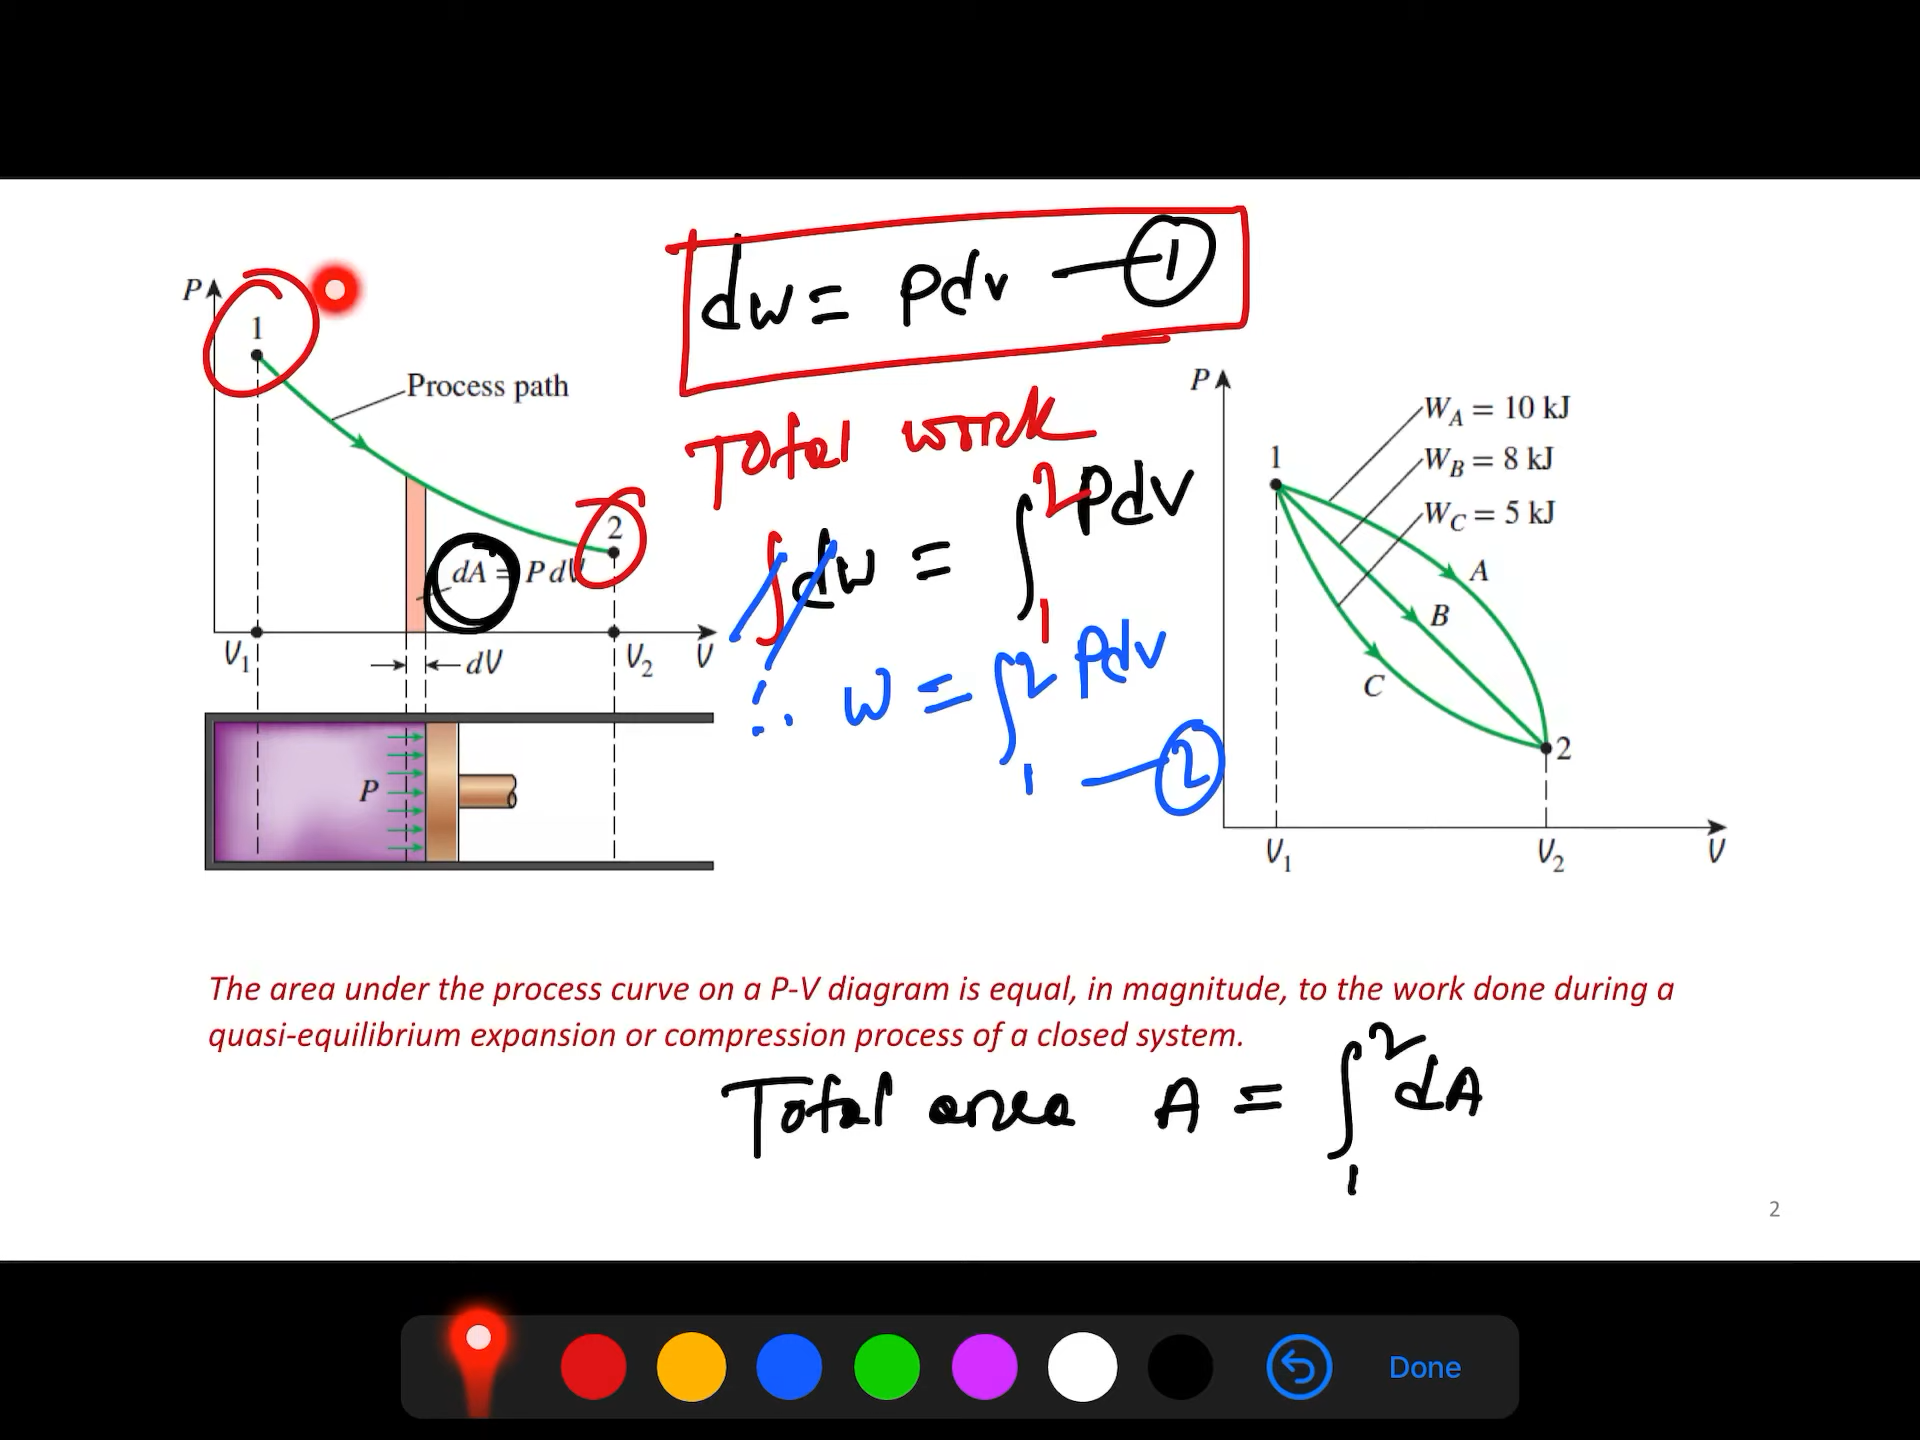 P
1
Process path
2
dA = P dV
V1
dV
V2
V
P
dw = pdv — 1
Total work
∫dw = ∫₁² PdV
∴ w = ∫₁² Pdv
— 2
P
WA = 10 kJ
WB = 8 kJ
WC = 5 kJ
1
A
B
C
2
V1
V2
V
The area under the process curve on a P-V diagram is equal, in magnitude, to the work done during a
quasi-equilibrium expansion or compression process of a closed system.
Total area A = ∫₁² dA
2
Done